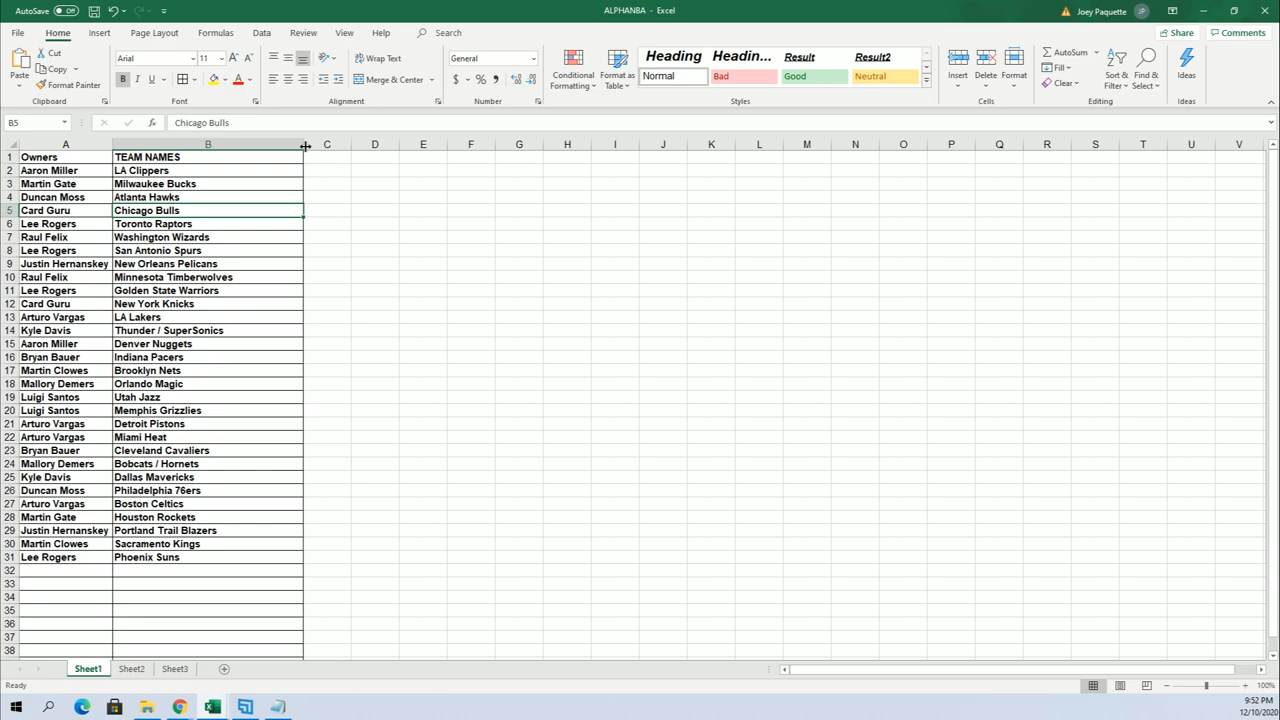 AutoSave Off ALPHANBA - Excel Joey Paquette JP
File Home Insert Page Layout Formulas Data Review View Help Search Share Comments
Paste Cut Copy Format Painter Clipboard
Arial 11 B I U A Font
Wrap Text Merge & Center Alignment
General $ % Number
Conditional Formatting Format as Table
Heading Headin... Result Result2
Normal Bad Good Neutral
Styles
Insert Delete Format Cells
AutoSum Fill Clear Sort & Filter Find & Select Editing
Ideas Ideas
B5 Chicago Bulls
A B C D E F G H I J K L M N O P Q R S T U V
1 Owners TEAM NAMES
2 Aaron Miller LA Clippers
3 Martin Gate Milwaukee Bucks
4 Duncan Moss Atlanta Hawks
5 Card Guru Chicago Bulls
6 Lee Rogers Toronto Raptors
7 Raul Felix Washington Wizards
8 Lee Rogers San Antonio Spurs
9 Justin Hernanskey New Orleans Pelicans
10 Raul Felix Minnesota Timberwolves
11 Lee Rogers Golden State Warriors
12 Card Guru New York Knicks
13 Arturo Vargas LA Lakers
14 Kyle Davis Thunder / SuperSonics
15 Aaron Miller Denver Nuggets
16 Bryan Bauer Indiana Pacers
17 Martin Clowes Brooklyn Nets
18 Mallory Demers Orlando Magic
19 Luigi Santos Utah Jazz
20 Luigi Santos Memphis Grizzlies
21 Arturo Vargas Detroit Pistons
22 Arturo Vargas Miami Heat
23 Bryan Bauer Cleveland Cavaliers
24 Mallory Demers Bobcats / Hornets
25 Kyle Davis Dallas Mavericks
26 Duncan Moss Philadelphia 76ers
27 Arturo Vargas Boston Celtics
28 Martin Gate Houston Rockets
29 Justin Hernanskey Portland Trail Blazers
30 Martin Clowes Sacramento Kings
31 Lee Rogers Phoenix Suns
32
33
34
35
36
37
38
Sheet1 Sheet2 Sheet3
Ready 100%
9:52 PM
12/10/2020